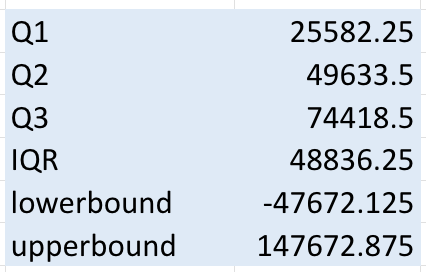 Q1 25582.25
Q2 49633.5
Q3 74418.5
IQR 48836.25
lowerbound -47672.125
upperbound 147672.875